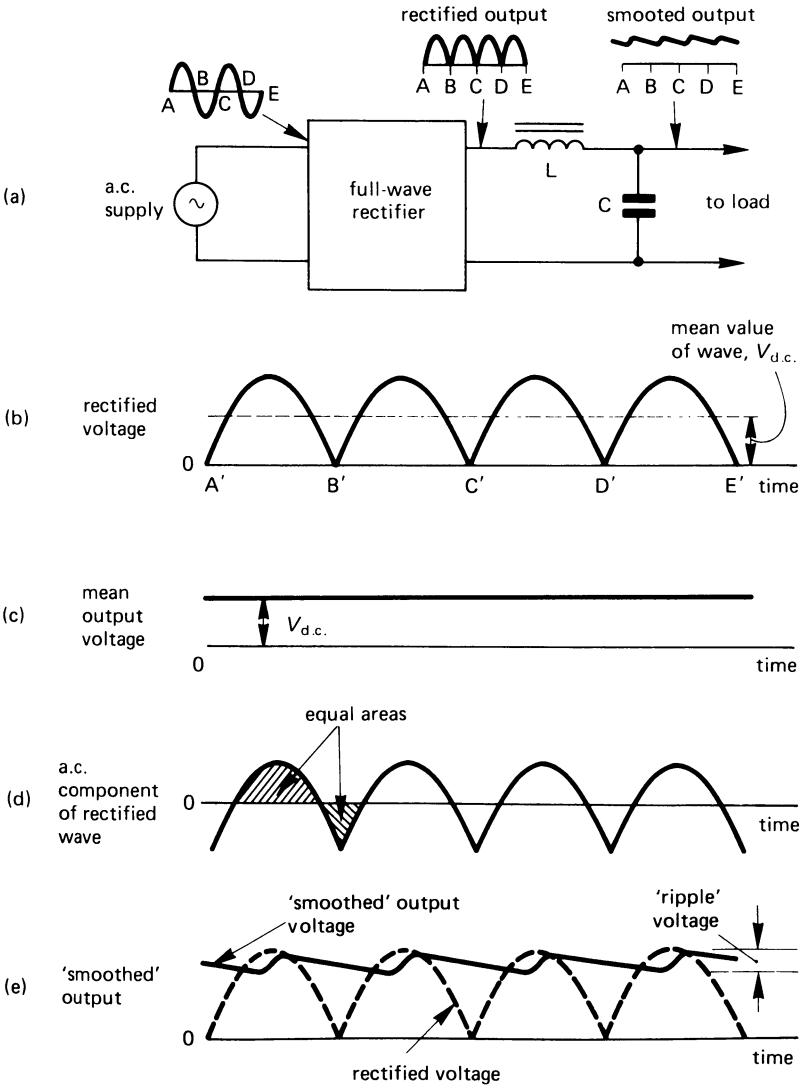 rectified output
smooted output
A B C D E
A B C D E
A B C D E
(a)
a.c.
supply
~
full-wave
rectifier
L
C
to load
mean value
of wave, Vd.c.
(b)
rectified
voltage
0
A′ B′ C′ D′ E′ time
(c)
mean
output
voltage
Vd.c.
0
time
equal areas
(d)
a.c.
component
of rectified
wave
0
time
'smoothed' output
voltage
'ripple'
voltage
(e)
'smoothed'
output
0
rectified voltage
time